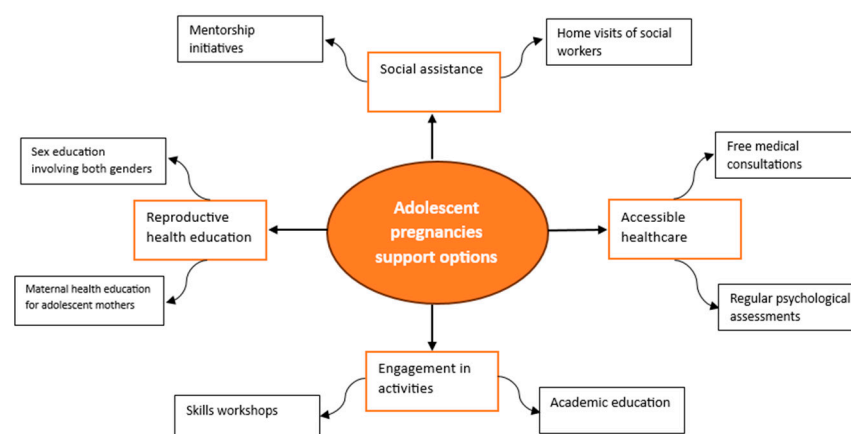 Mentorship
initiatives
Home visits of social
workers
Social assistance
Sex education
involving both genders
Free medical
consultations
Reproductive
health education
Adolescent
pregnancies
support options
Accessible
healthcare
Maternal health education
for adolescent mothers
Regular psychological
assessments
Engagement in
activities
Skills workshops
Academic education